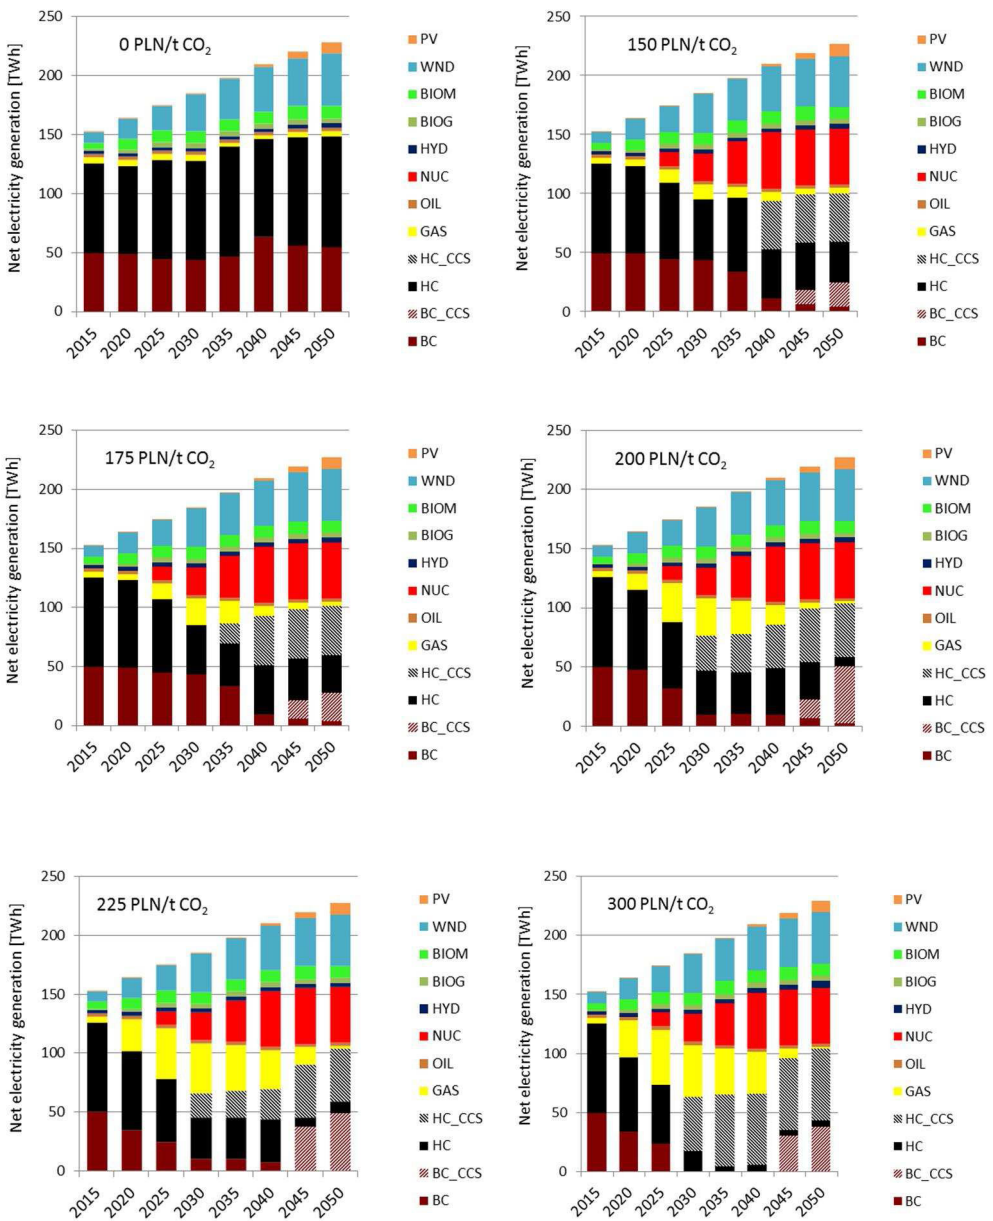 0 PLN/t CO₂
Net electricity generation [TWh]
250
200
150
100
50
0
2015
2020
2025
2030
2035
2040
2045
2050
PV
WND
BIOM
BIOG
HYD
NUC
OIL
GAS
HC_CCS
HC
BC_CCS
BC
150 PLN/t CO₂
Net electricity generation [TWh]
250
200
150
100
50
0
2015
2020
2025
2030
2035
2040
2045
2050
PV
WND
BIOM
BIOG
HYD
NUC
OIL
GAS
HC_CCS
HC
BC_CCS
BC
175 PLN/t CO₂
Net electricity generation [TWh]
250
200
150
100
50
0
2015
2020
2025
2030
2035
2040
2045
2050
PV
WND
BIOM
BIOG
HYD
NUC
OIL
GAS
HC_CCS
HC
BC_CCS
BC
200 PLN/t CO₂
Net electricity generation [TWh]
250
200
150
100
50
0
2015
2020
2025
2030
2035
2040
2045
2050
PV
WND
BIOM
BIOG
HYD
NUC
OIL
GAS
HC_CCS
HC
BC_CCS
BC
225 PLN/t CO₂
Net electricity generation [TWh]
250
200
150
100
50
0
2015
2020
2025
2030
2035
2040
2045
2050
PV
WND
BIOM
BIOG
HYD
NUC
OIL
GAS
HC_CCS
HC
BC_CCS
BC
300 PLN/t CO₂
Net electricity generation [TWh]
250
200
150
100
50
0
2015
2020
2025
2030
2035
2040
2045
2050
PV
WND
BIOM
BIOG
HYD
NUC
OIL
GAS
HC_CCS
HC
BC_CCS
BC